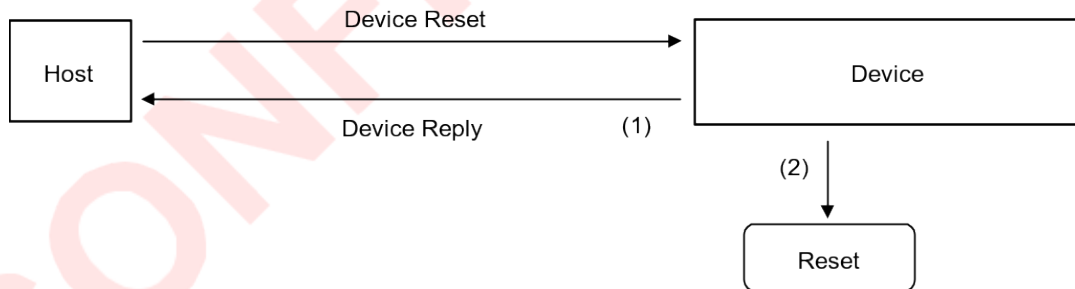 Device Reset
Host
Device
Device Reply
(1)
(2)
Reset